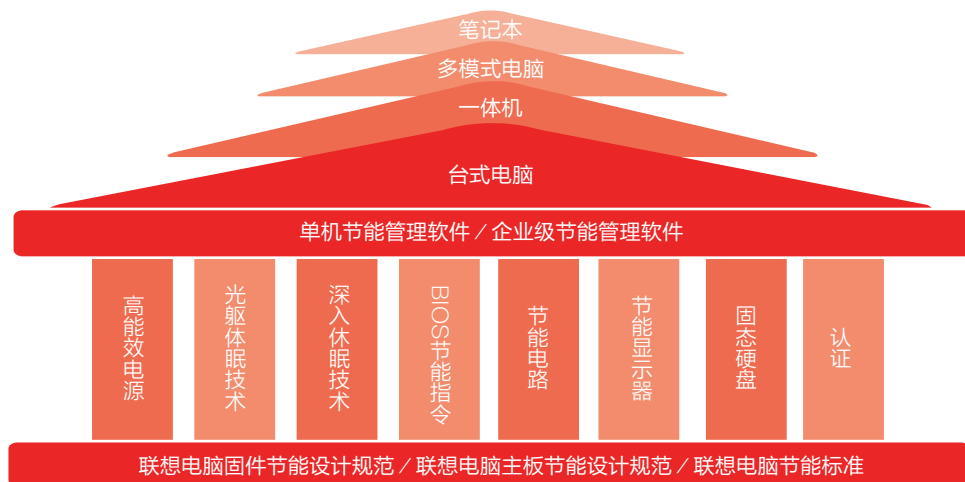 笔记本
多模式电脑
一体机
台式电脑
单机节能管理软件 / 企业级节能管理软件
高能效电源
光驱体眠技术
深入休眠技术
BIOS节能指令
节能电路
节能显示器
固态硬盘
认证
联想电脑固件节能设计规范 / 联想电脑主板节能设计规范 / 联想电脑节能标准